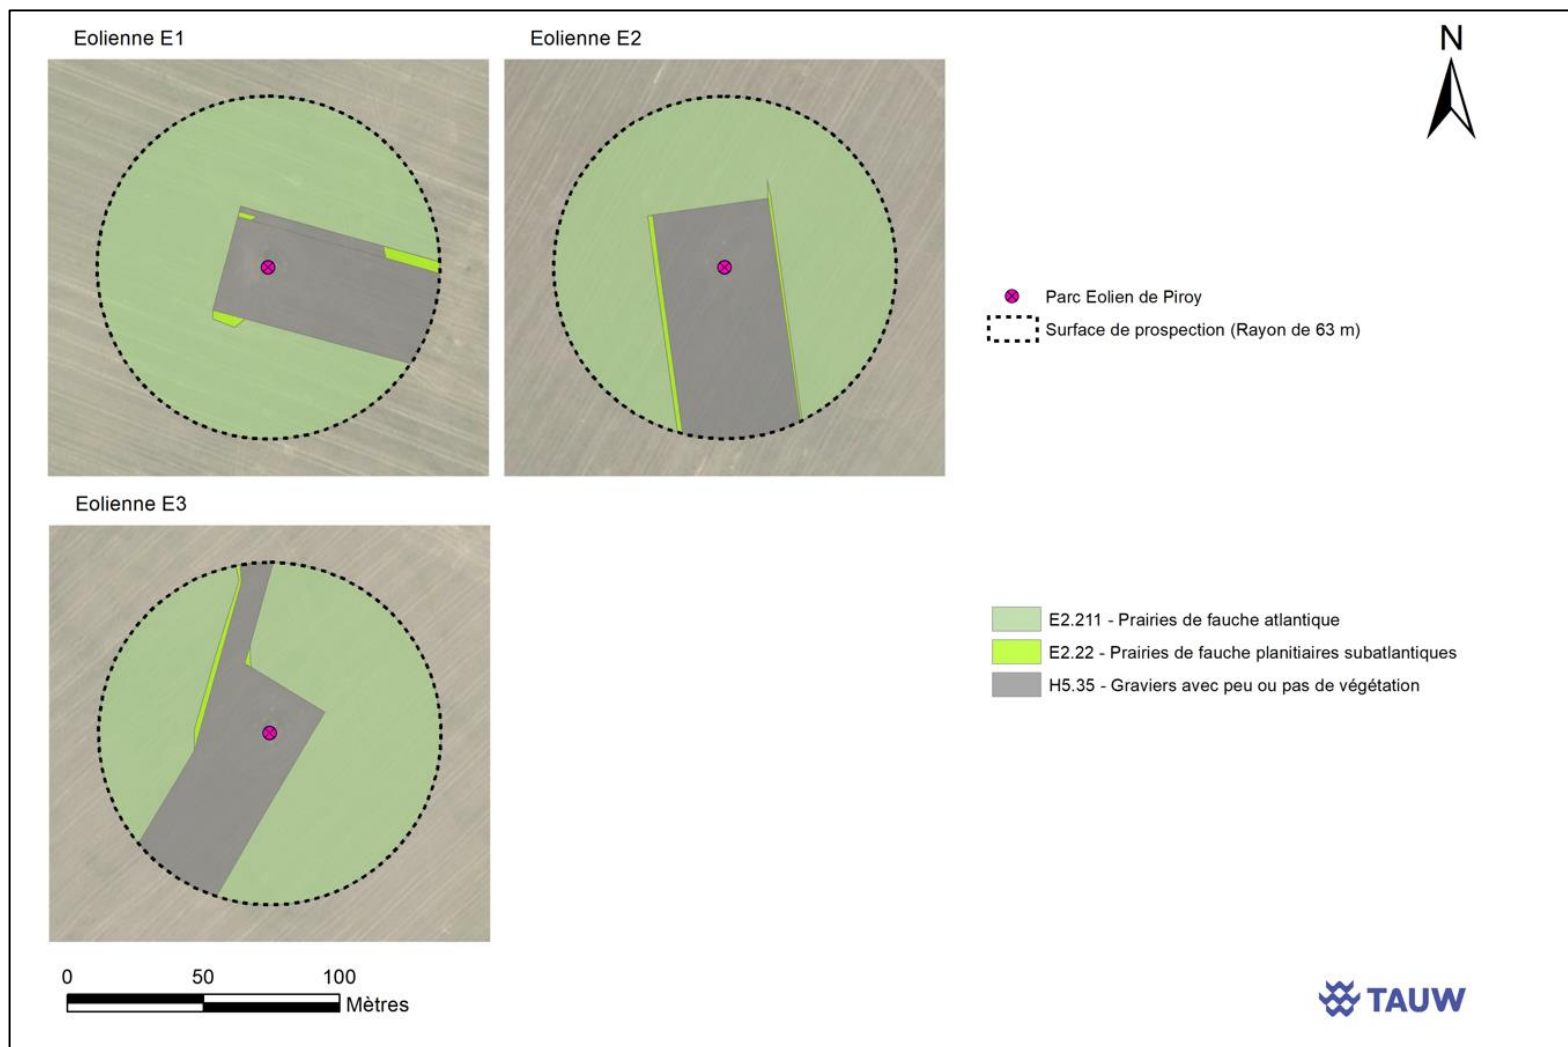 Eolienne E1
Eolienne E2
N
Parc Eolien de Piroy
Surface de prospection (Rayon de 63 m)
Eolienne E3
E2.211 - Prairies de fauche atlantique
E2.22 - Prairies de fauche planitiaires subatlantiques
H5.35 - Graviers avec peu ou pas de végétation
0 50 100
Mètres
TAUW